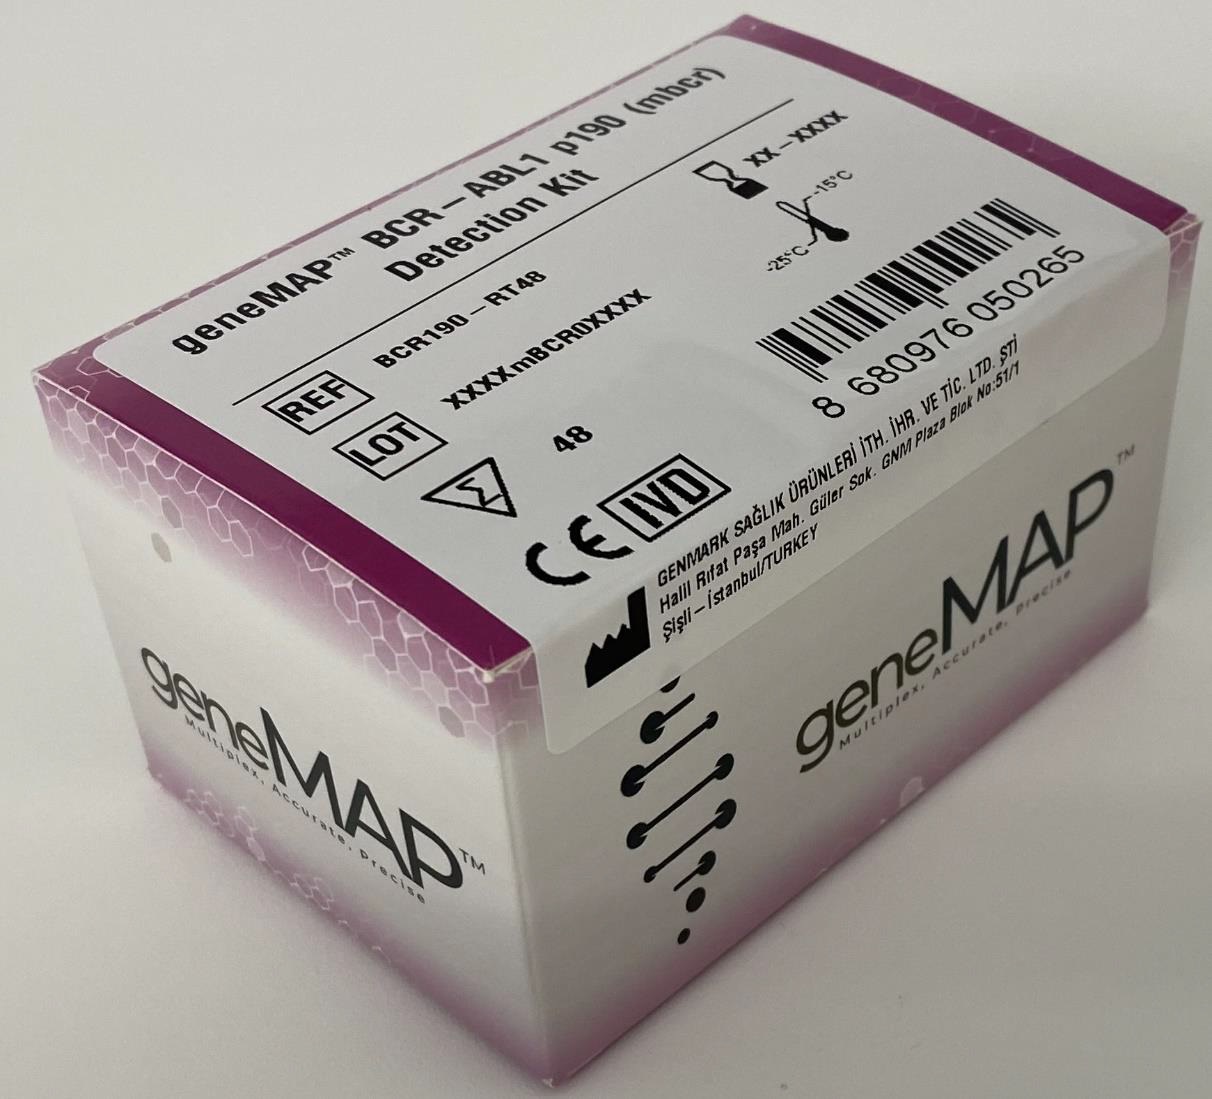 geneMAP™ BCR – ABL1 p190 (mbcr)
Detection Kit
REF BCR190 – RT48
LOT XXXXmBCR0XXXX
Σ 48
CE IVD
XX – XXXX
-15°C
-25°C
8 680976 050265
GENMARK SAĞLIK ÜRÜNLERİ İTH. İHR. VE TİC. LTD. ŞTİ
Halil Rıfat Paşa Mah. Güler Sok. GNM Plaza Blok No:51/1
Şişli – İstanbul/TURKEY
geneMAP™
Multiplex, Accurate, Precise
geneMAP™
Multiplex, Accurate, Precise